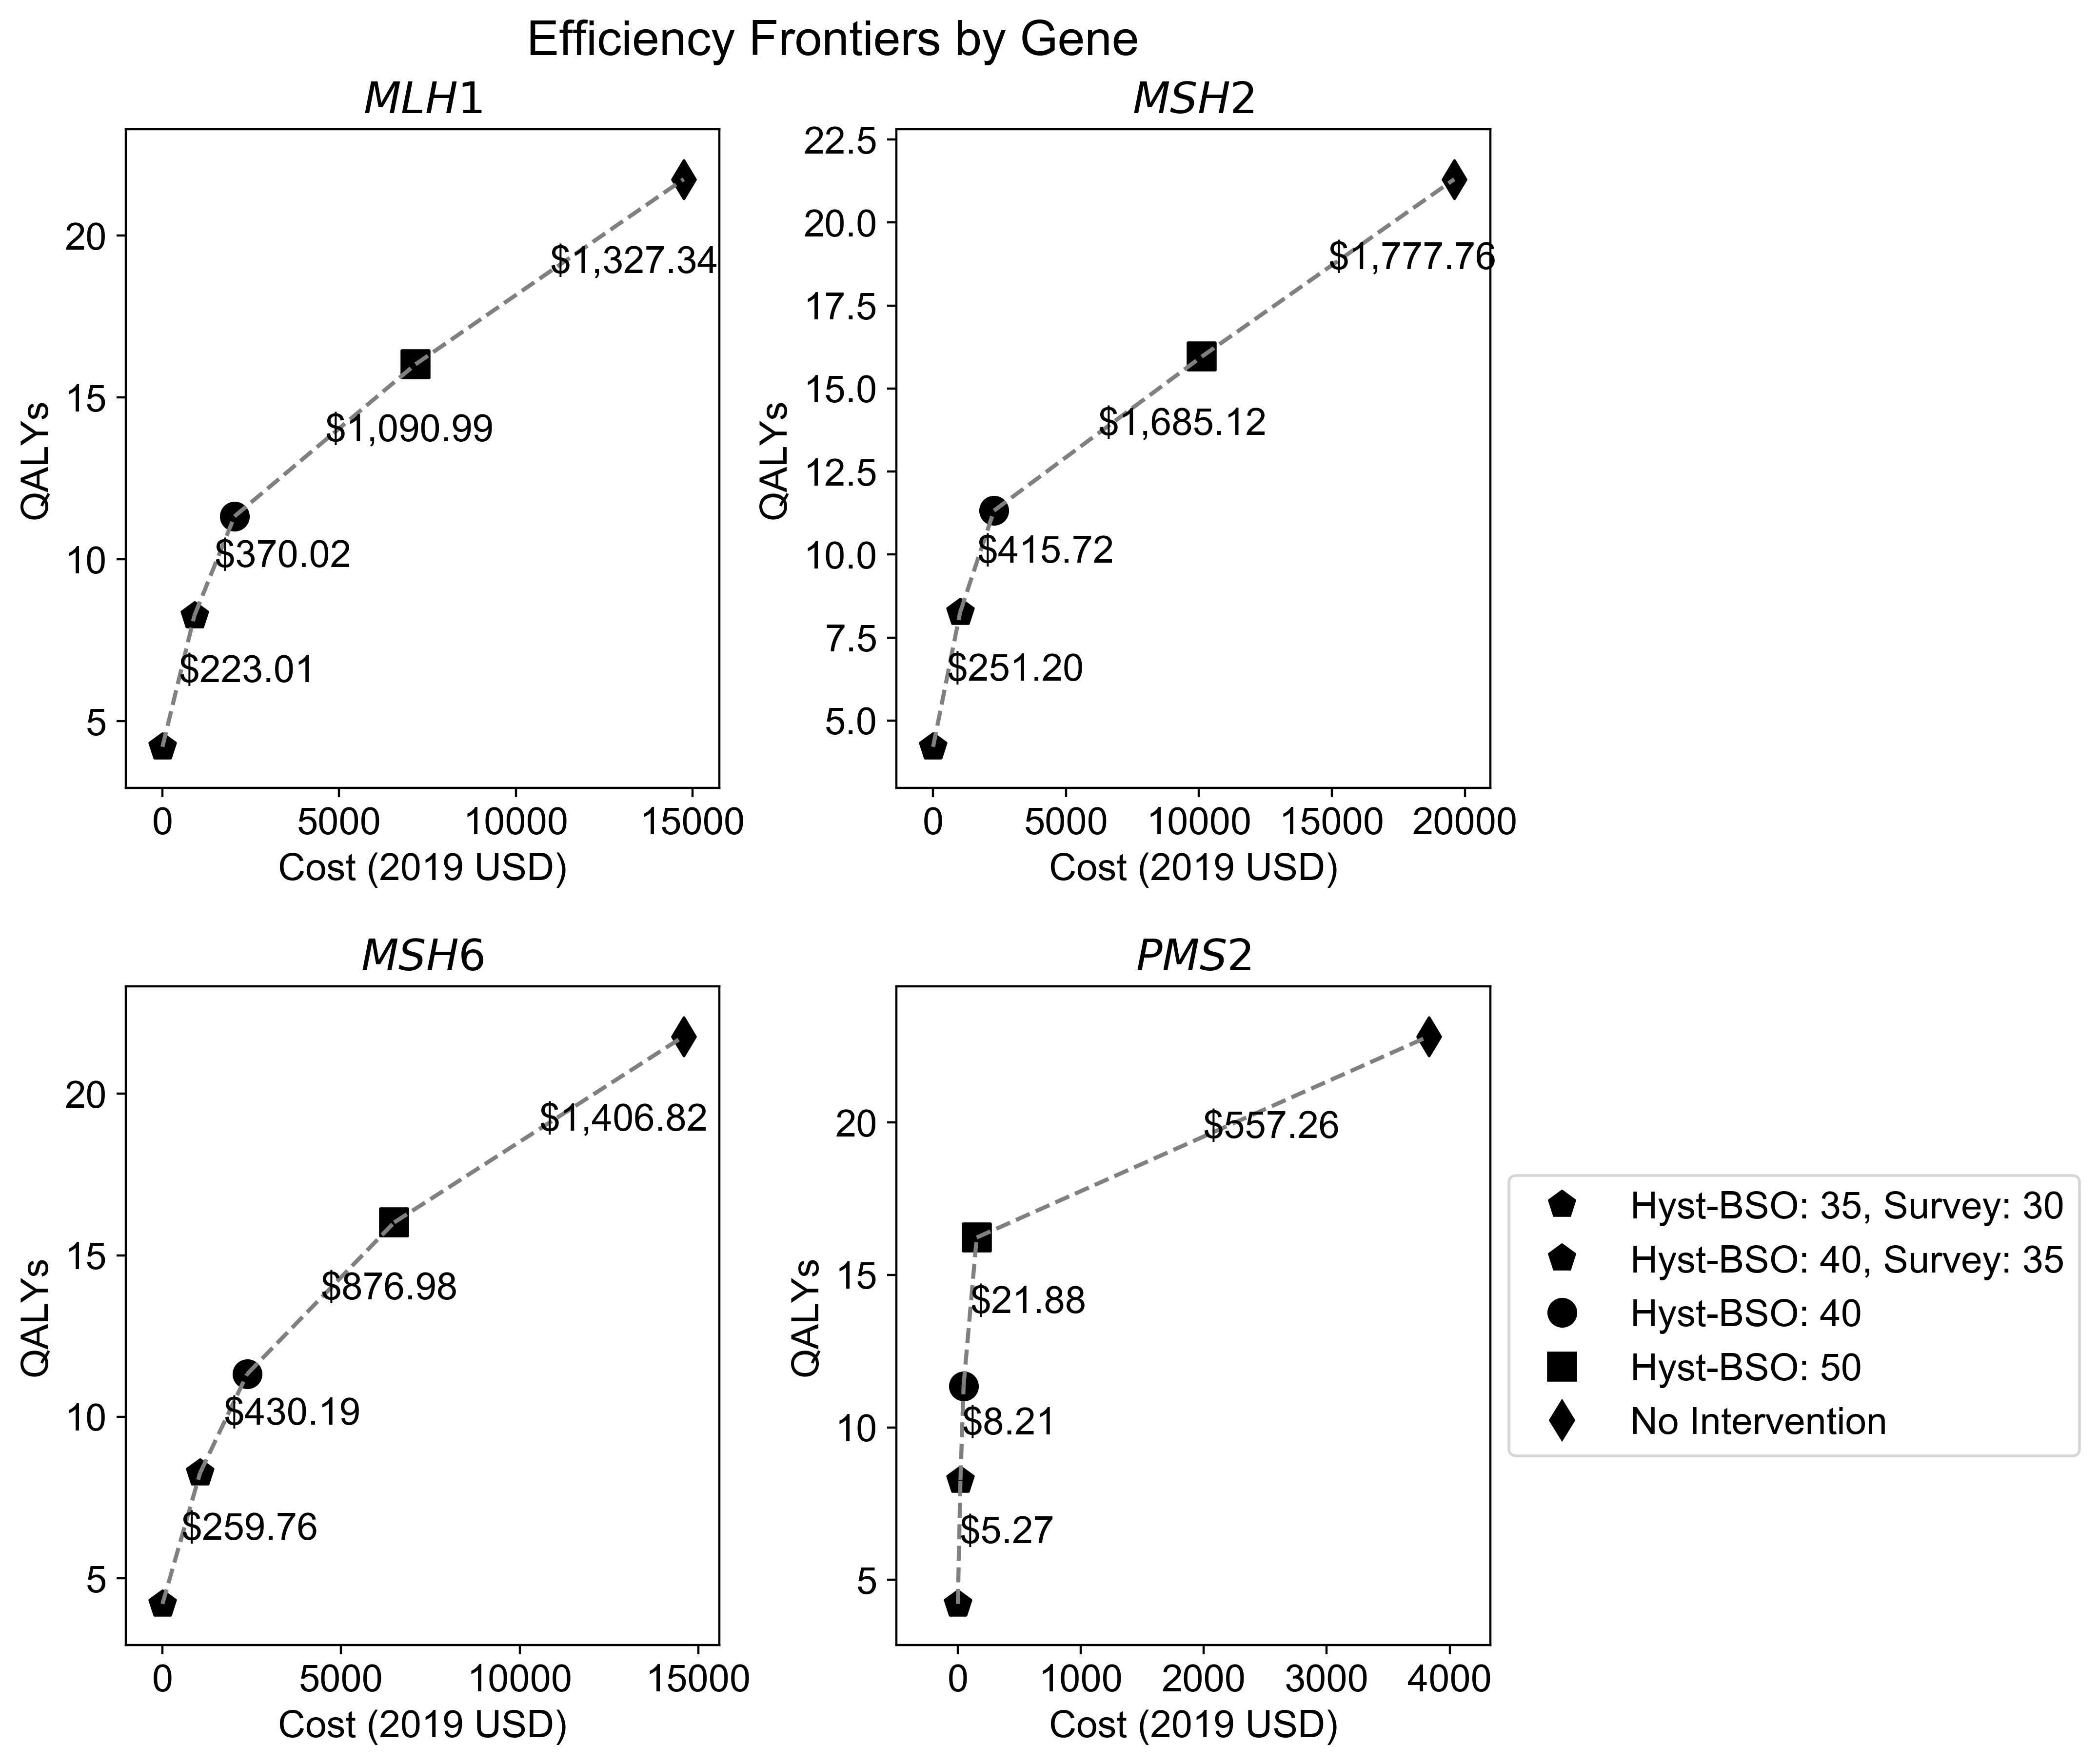 Efficiency Frontiers by Gene
MLH1
QALYs
20
15
10
5
$1,327.34
$1,090.99
$370.02
$223.01
0 5000 10000 15000
Cost (2019 USD)
MSH2
QALYs
22.5
20.0
17.5
15.0
12.5
10.0
7.5
5.0
$1,777.76
$1,685.12
$415.72
$251.20
0 5000 10000 15000 20000
Cost (2019 USD)
MSH6
QALYs
20
15
10
5
$1,406.82
$876.98
$430.19
$259.76
0 5000 10000 15000
Cost (2019 USD)
PMS2
QALYs
20
15
10
5
$557.26
$21.88
$8.21
$5.27
0 1000 2000 3000 4000
Cost (2019 USD)
Hyst-BSO: 35, Survey: 30
Hyst-BSO: 40, Survey: 35
Hyst-BSO: 40
Hyst-BSO: 50
No Intervention